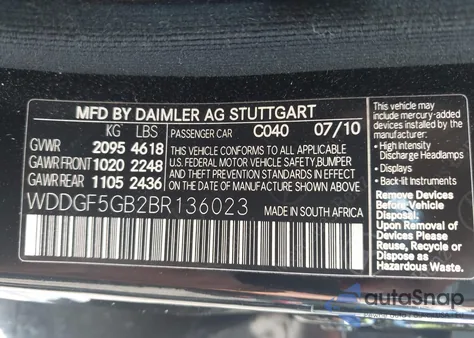 MFD BY DAIMLER AG STUTTGART
KG LBS
GVWR 2095 4618
GAWR FRONT 1020 2248
GAWR REAR 1105 2436
PASSENGER CAR C040 07/10
THIS VEHICLE CONFORMS TO ALL APPLICABLE
U.S. FEDERAL MOTOR VEHICLE SAFETY, BUMPER
AND THEFT PREVENTION STANDARDS IN EFFECT
ON THE DATE OF MANUFACTURE SHOWN ABOVE.
WDDGF5GB2BR136023
MADE IN SOUTH AFRICA
This vehicle may
include mercury-added
devices installed
by the manufacturer:
• High Intensity
Discharge Headlamps
• Displays
• Back-lit Instruments
Remove Devices
Before Vehicle
Disposal.
Upon Removal of
Devices Please
Reuse, Recycle or
Dispose as
Hazardous Waste.
autoSnap